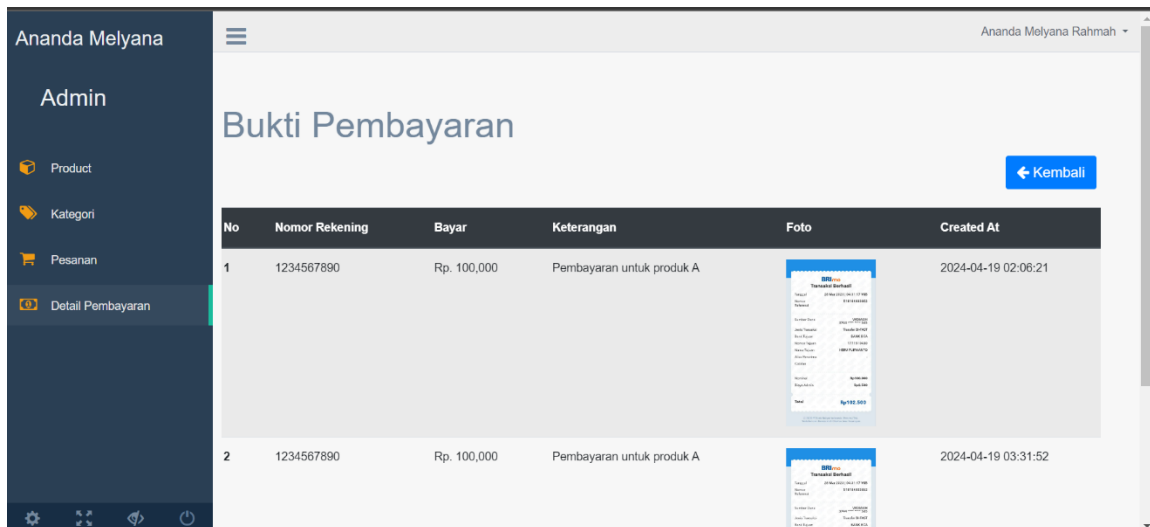 Ananda Melyana
Ananda Melyana Rahmah
Admin
Bukti Pembayaran
Product
Kembali
Kategori
No Nomor Rekening Bayar Keterangan Foto Created At
Pesanan
1 1234567890 Rp. 100,000 Pembayaran untuk produk A 2024-04-19 02:06:21
BRImo
Transaksi Berhasil
Detail Pembayaran
Total
2 1234567890 Rp. 100,000 Pembayaran untuk produk A 2024-04-19 03:31:52
BRImo
Transaksi Berhasil